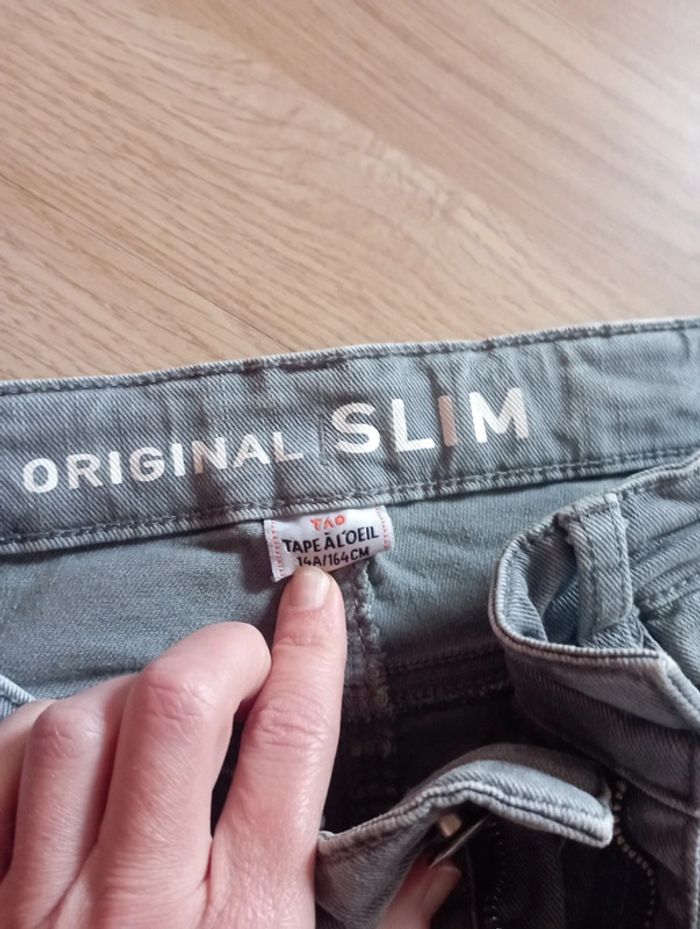 ORIGINAL SLIM
TAO
TAPE À L'OEIL
14A/164CM